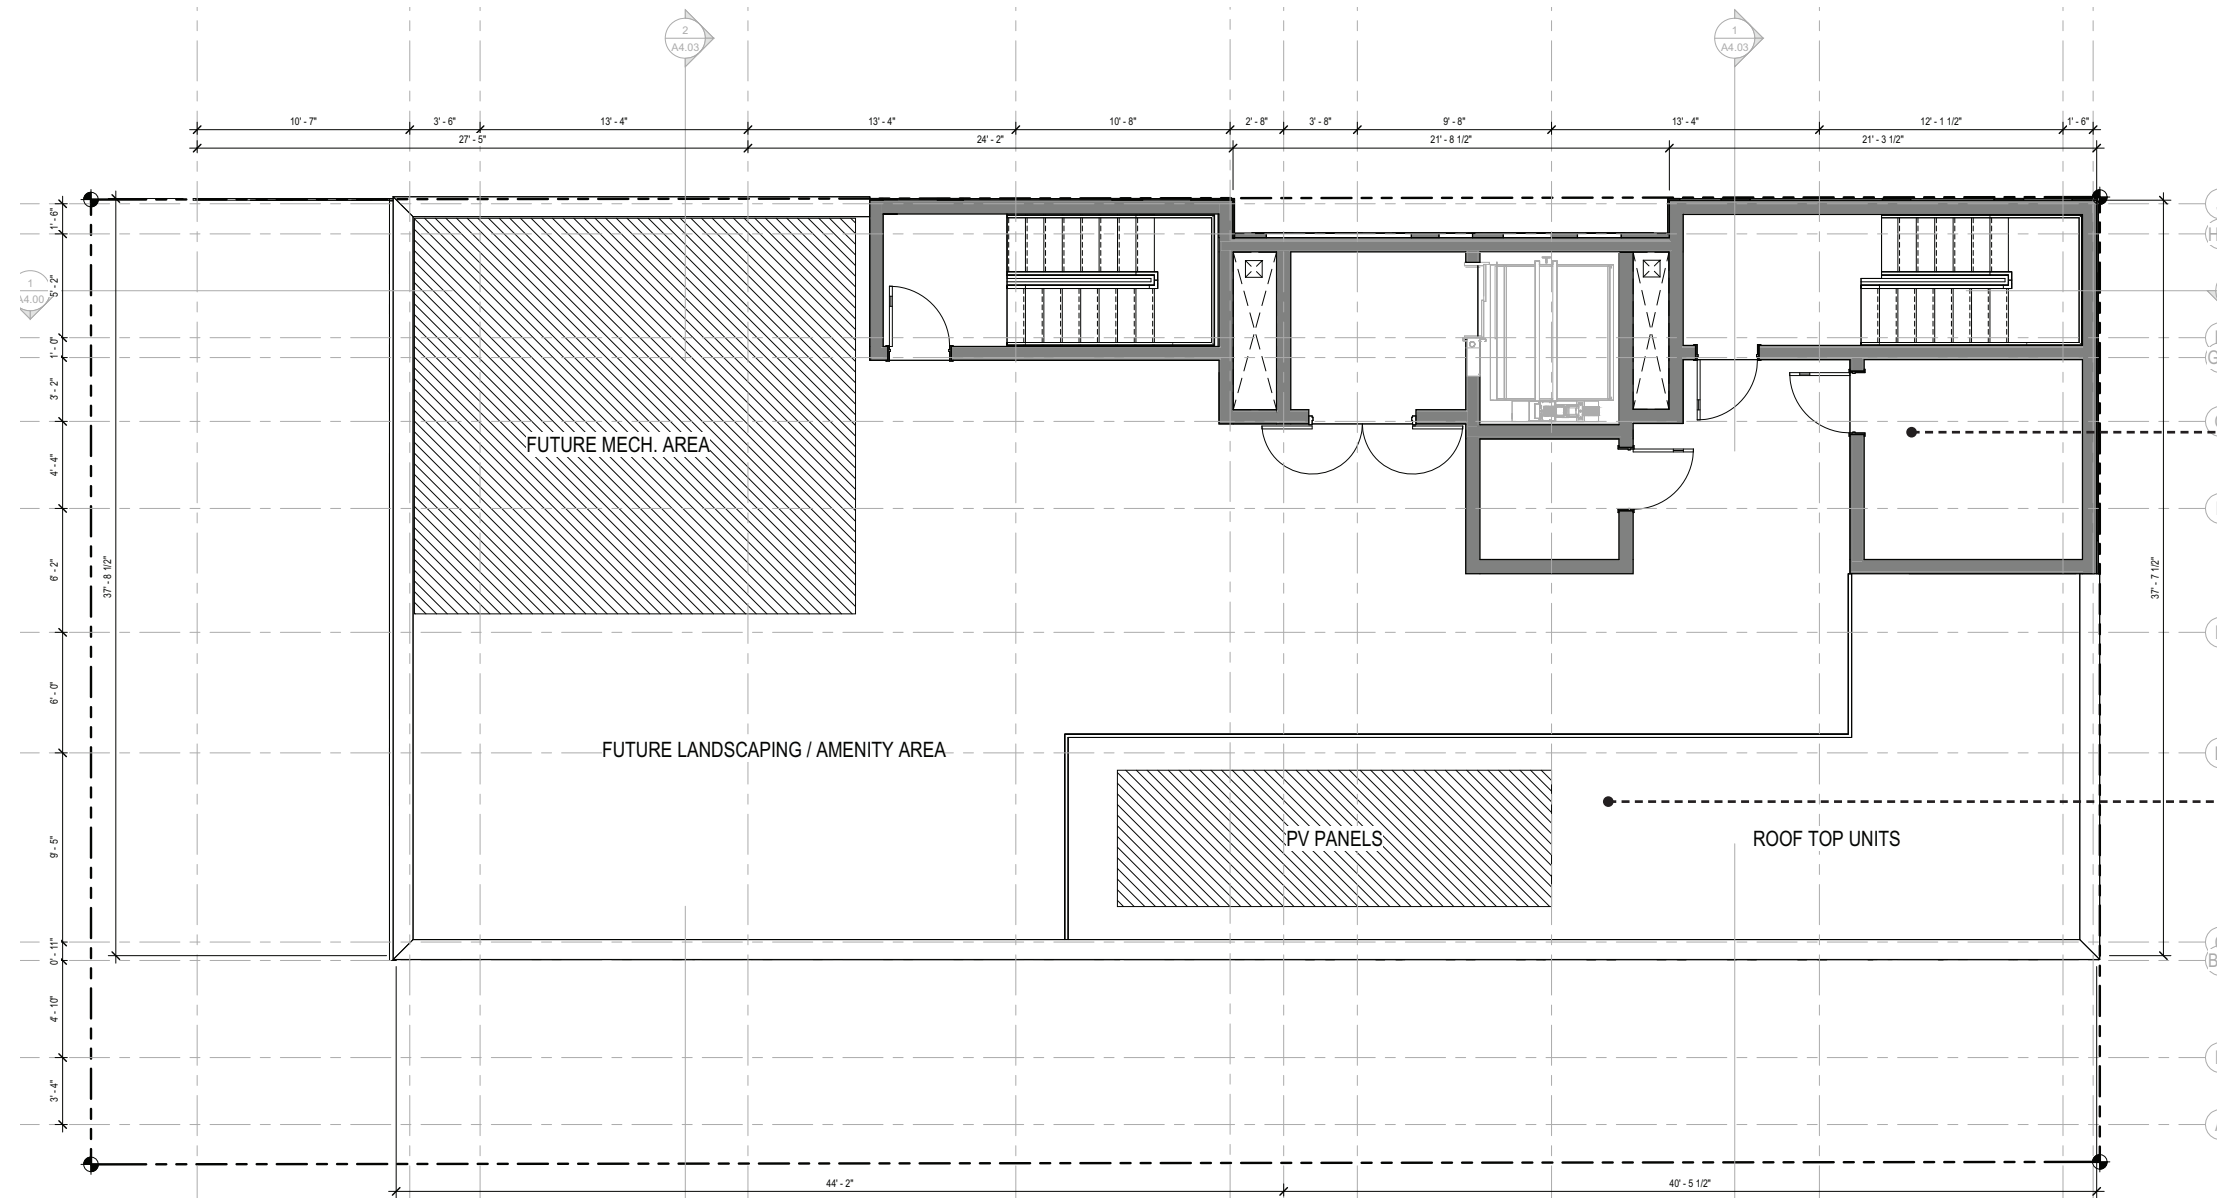 2
A4.03
1
A4.03
10' - 7"
3' - 6"
13' - 4"
13' - 4"
10' - 8"
2' - 8"
3' - 8"
9' - 8"
13' - 4"
12' - 1 1/2"
1' - 6"
27' - 5"
24' - 2"
21' - 8 1/2"
21' - 3 1/2"
1' - 6"
H
1
A4.00
5' - 2"
1' - 0"
G
3' - 2"
4' - 4"
FUTURE MECH. AREA
6' - 2"
37' - 8 1/2"
37' - 7 1/2"
6' - 0"
FUTURE LANDSCAPING / AMENITY AREA
9' - 5"
PV PANELS
ROOF TOP UNITS
0' - 11"
B
4' - 10"
3' - 4"
44' - 2"
40' - 5 1/2"